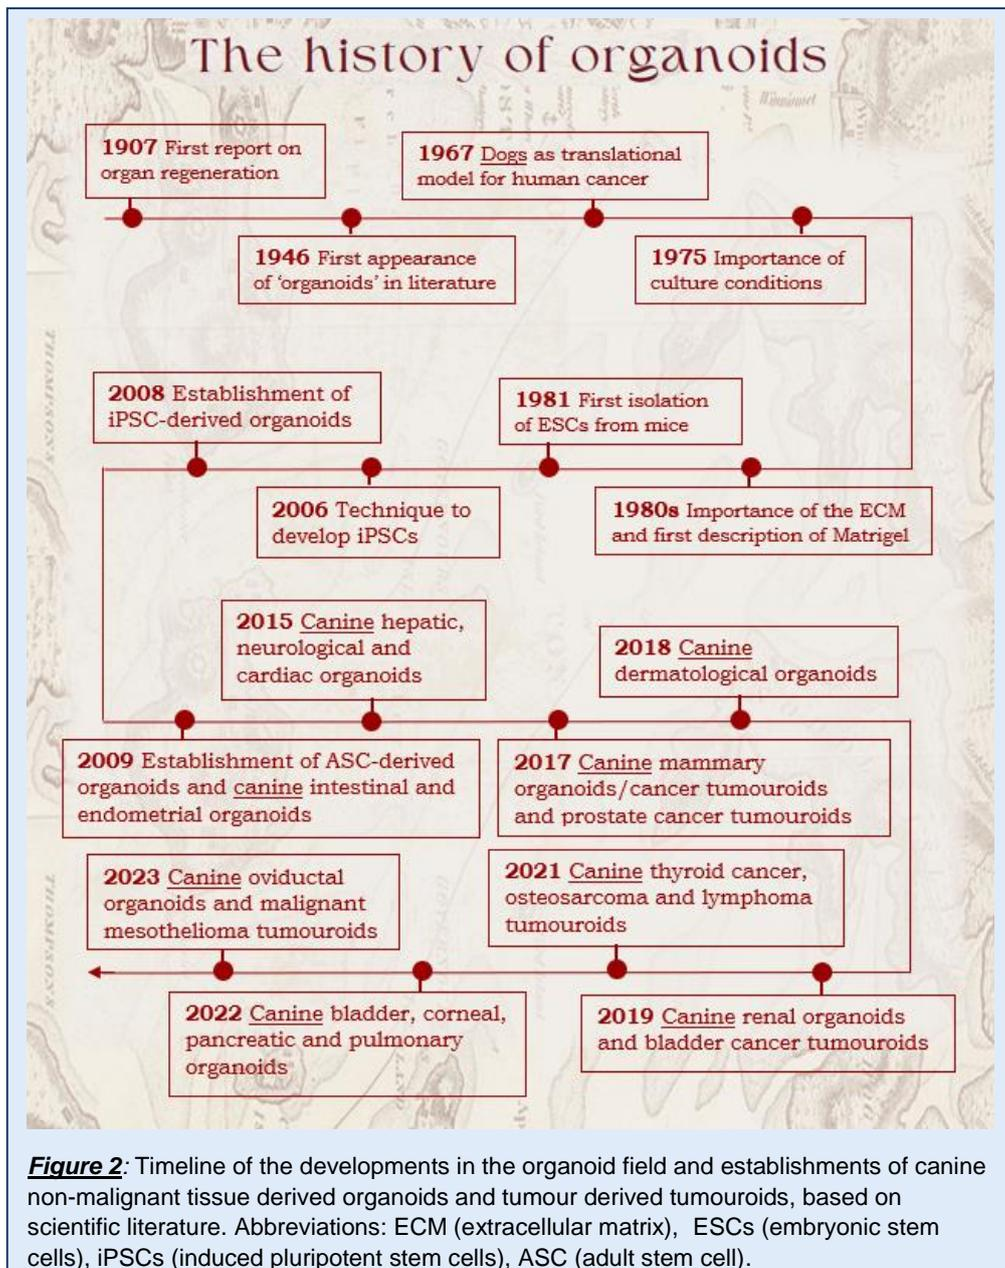 The history of organoids
1907 First report on
organ regeneration
1946 First appearance
of 'organoids' in literature
1967 Dogs as translational
model for human cancer
1975 Importance of
culture conditions
1980s Importance of the ECM
and first description of Matrigel
1981 First isolation
of ESCs from mice
2006 Technique to
develop iPSCs
2008 Establishment of
iPSC-derived organoids
2009 Establishment of ASC-derived
organoids and canine intestinal and
endometrial organoids
2015 Canine hepatic,
neurological and
cardiac organoids
2017 Canine mammary
organoids/cancer tumouroids
and prostate cancer tumouroids
2018 Canine
dermatological organoids
2019 Canine renal organoids
and bladder cancer tumouroids
2021 Canine thyroid cancer,
osteosarcoma and lymphoma
tumouroids
2022 Canine bladder, corneal,
pancreatic and pulmonary
organoids
2023 Canine oviductal
organoids and malignant
mesothelioma tumouroids
Figure 2: Timeline of the developments in the organoid field and establishments of canine
non-malignant tissue derived organoids and tumour derived tumouroids, based on
scientific literature. Abbreviations: ECM (extracellular matrix), ESCs (embryonic stem
cells), iPSCs (induced pluripotent stem cells), ASC (adult stem cell).